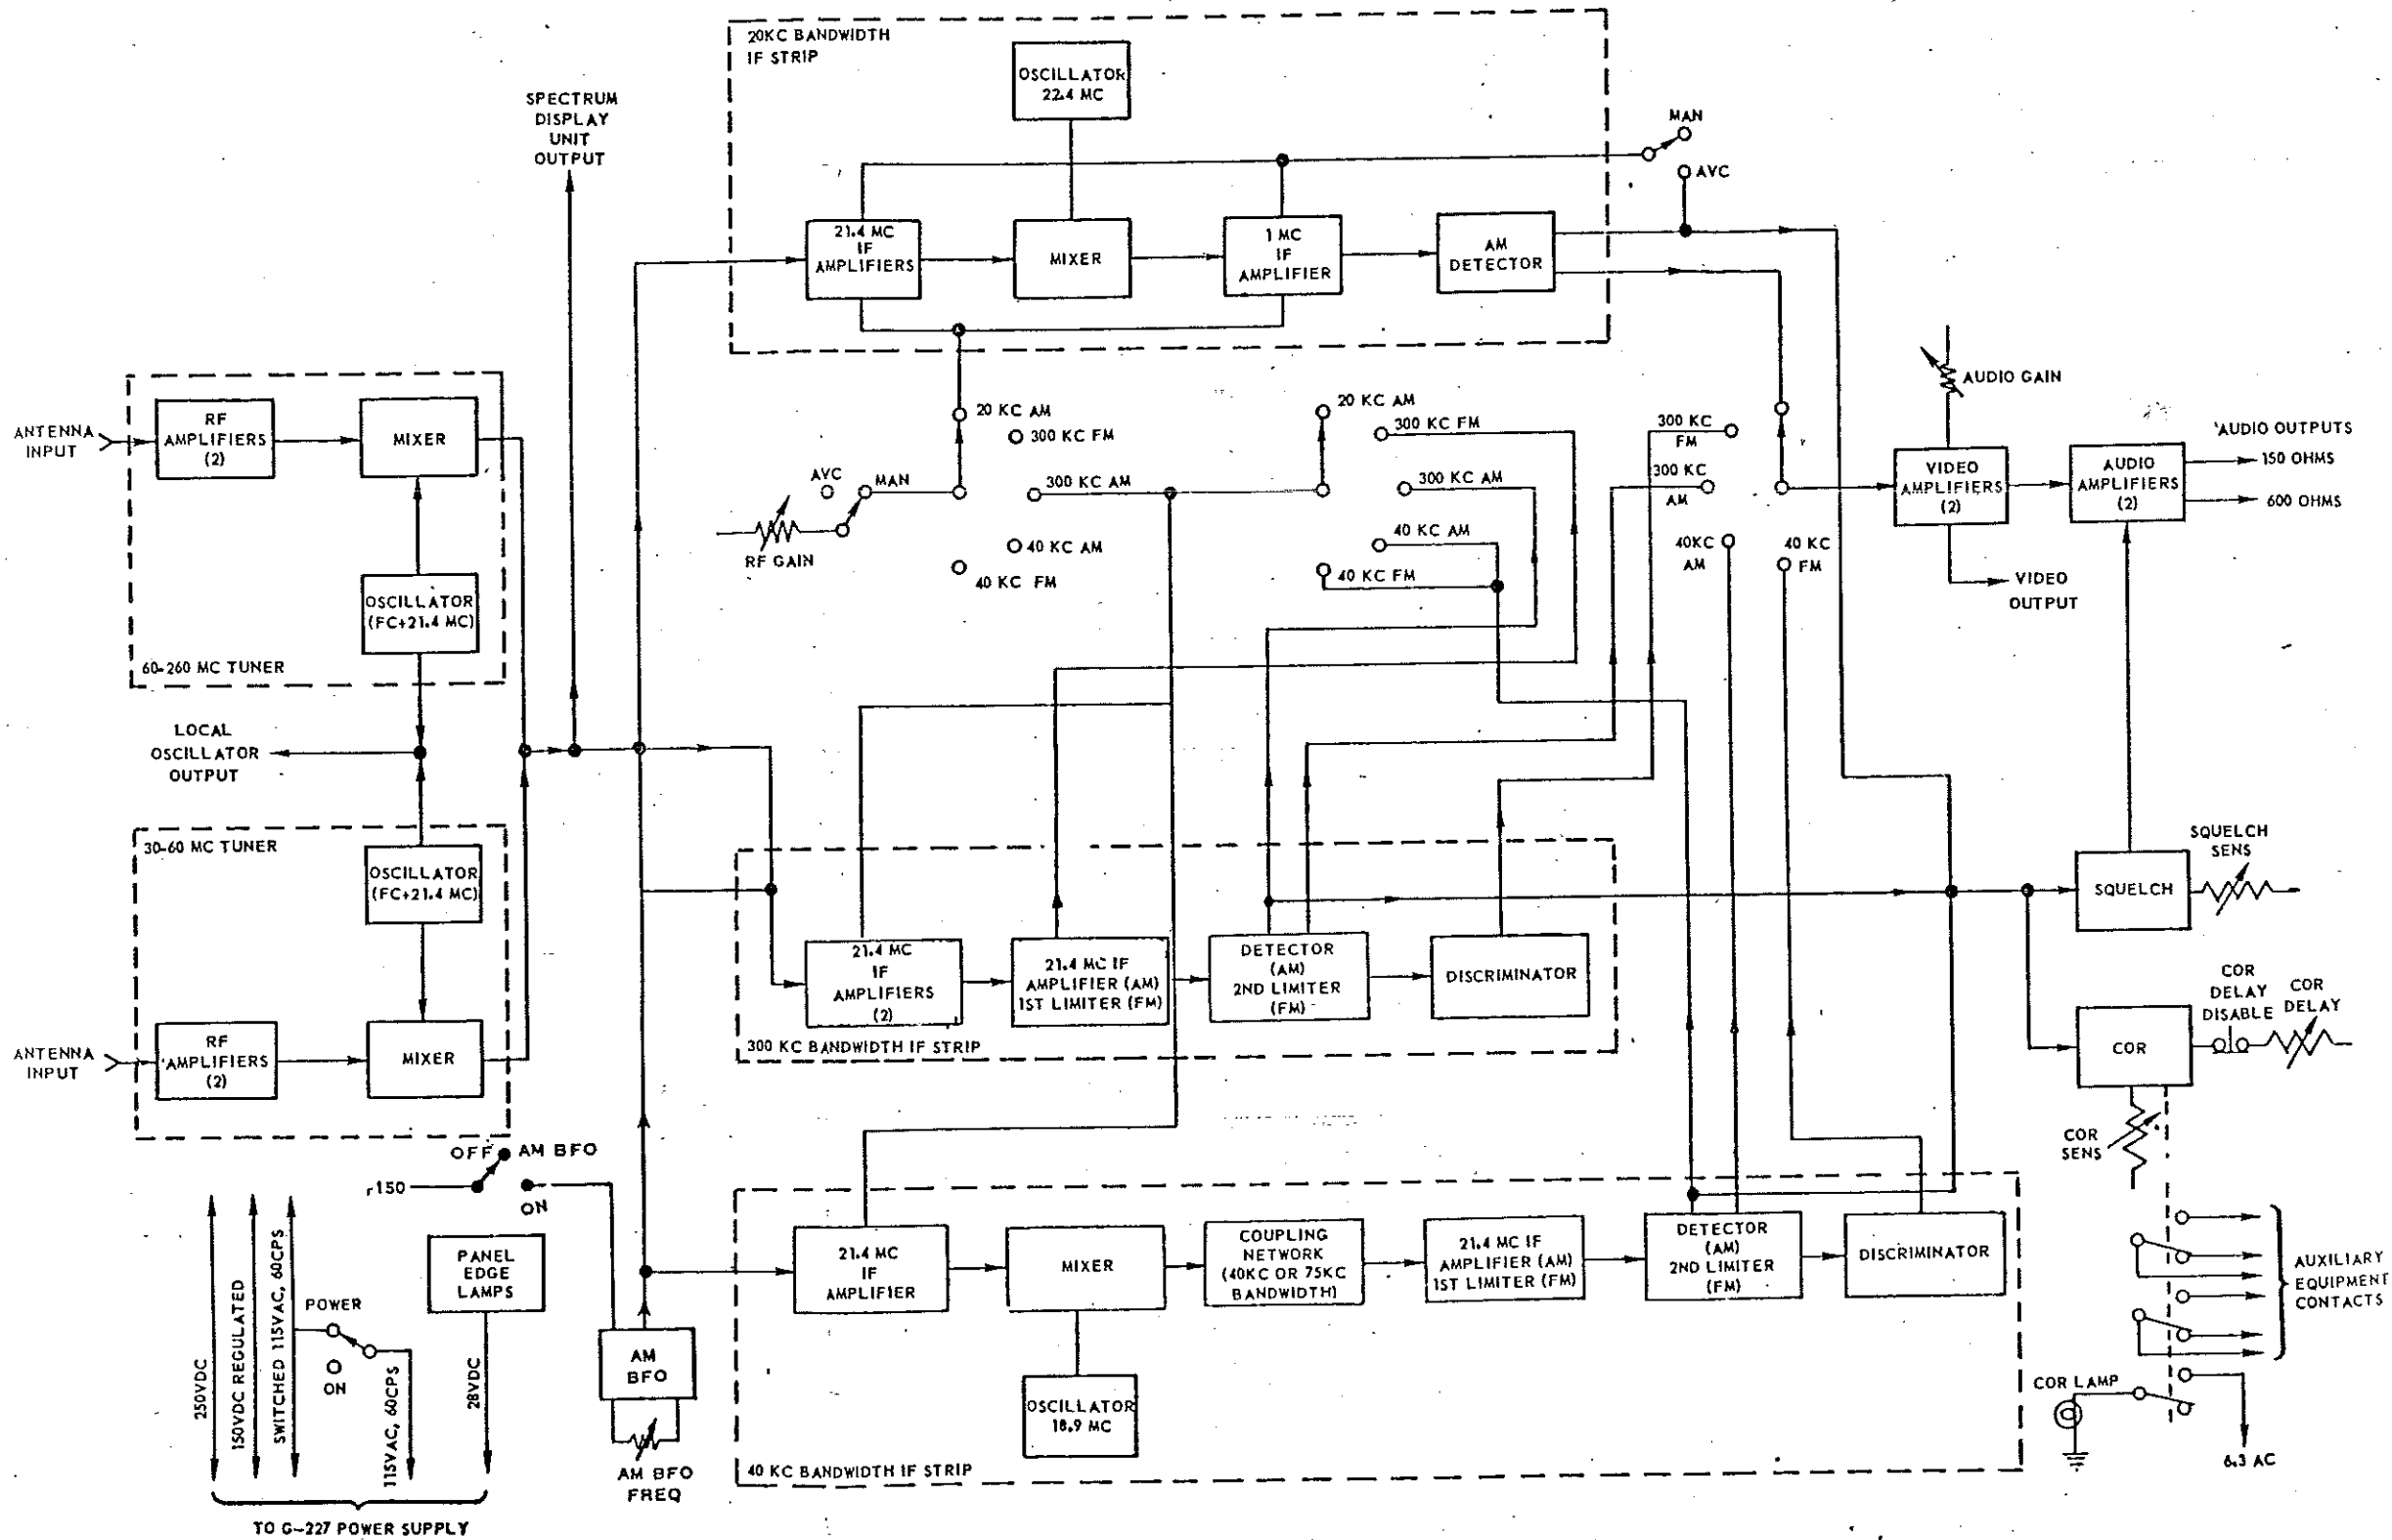 20KC BANDWIDTH
IF STRIP
OSCILLATOR
22.4 MC
SPECTRUM
DISPLAY
UNIT
OUTPUT
MAN
AVC
21.4 MC
IF
AMPLIFIERS
MIXER
1 MC
IF
AMPLIFIER
AM
DETECTOR
AUDIO GAIN
ANTENNA
INPUT
RF
AMPLIFIERS
(2)
MIXER
OSCILLATOR
(FC+21.4 MC)
60-260 MC TUNER
20 KC AM
300 KC FM
AVC
MAN
300 KC AM
RF GAIN
40 KC AM
40 KC FM
20 KC AM
300 KC FM
300 KC AM
40 KC AM
40 KC FM
300 KC
FM
300 KC
AM
40KC
AM
40 KC
FM
VIDEO
AMPLIFIERS
(2)
AUDIO
AMPLIFIERS
(2)
AUDIO OUTPUTS
150 OHMS
600 OHMS
VIDEO
OUTPUT
LOCAL
OSCILLATOR
OUTPUT
30-60 MC TUNER
OSCILLATOR
(FC+21.4 MC)
ANTENNA
INPUT
RF
AMPLIFIERS
(2)
MIXER
21.4 MC
IF
AMPLIFIERS
(2)
21.4 MC IF
AMPLIFIER (AM)
1ST LIMITER (FM)
DETECTOR
(AM)
2ND LIMITER
(FM)
DISCRIMINATOR
300 KC BANDWIDTH IF STRIP
SQUELCH
SENS
SQUELCH
COR
DELAY
DISABLE
COR
DELAY
COR
COR
SENS
OFF
AM BFO
r150
ON
250VDC
150VDC REGULATED
SWITCHED 115VAC, 60CPS
POWER
ON
115VAC, 60CPS
PANEL
EDGE
LAMPS
28VDC
TO G-227 POWER SUPPLY
AM
BFO
AM BFO
FREQ
21.4 MC
IF
AMPLIFIER
MIXER
OSCILLATOR
18.9 MC
COUPLING
NETWORK
(40KC OR 75KC
BANDWIDTH)
21.4 MC IF
AMPLIFIER (AM)
1ST LIMITER (FM)
DETECTOR
(AM)
2ND LIMITER
(FM)
DISCRIMINATOR
40 KC BANDWIDTH IF STRIP
AUXILIARY
EQUIPMENT
CONTACTS
COR LAMP
6.3 AC